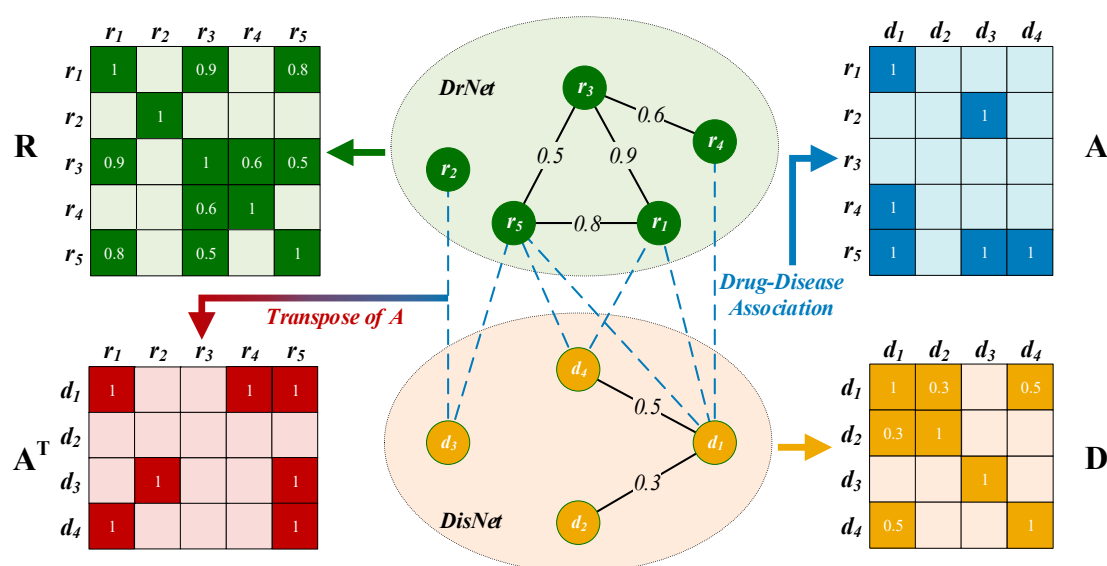 r1 r2 r3 r4 r5
r1 1 0.9 0.8
r2 1
R
r3 0.9 1 0.6 0.5
r4 0.6 1
r5 0.8 0.5 1
DrNet
r3
0.6
r4
0.5
0.9
r2
r5
0.8
r1
d1 d2 d3 d4
r1 1
r2 1
A
r3
r4 1
r5 1 1 1
Drug-Disease
Association
Transpose of A
r1 r2 r3 r4 r5
d1 1 1 1
d2
A^T
d3 1 1
d4 1 1
d4
0.5
d3
d1
0.3
d2
DisNet
d1 d2 d3 d4
d1 1 0.3 0.5
d2 0.3 1
D
d3 1
d4 0.5 1